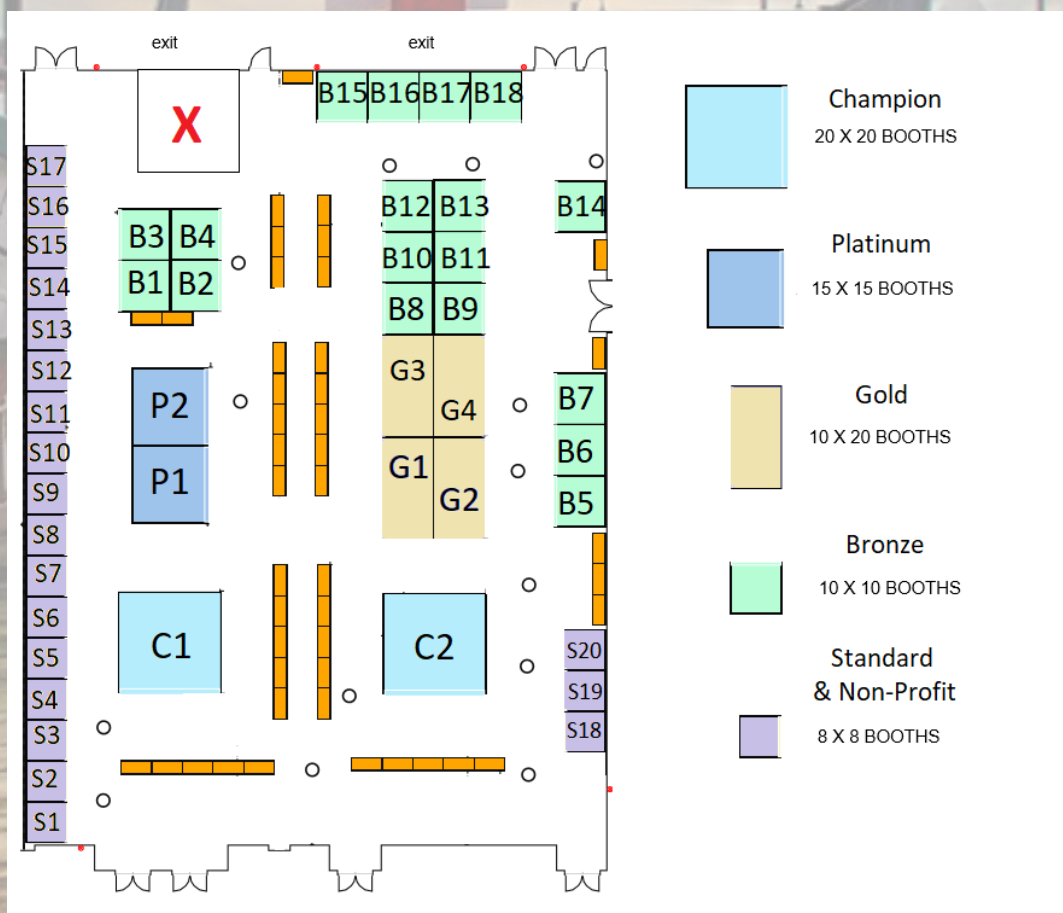 exit
exit
X
B15 B16 B17 B18
S17
S16
S15
S14
S13
S12
S11
S10
S9
S8
S7
S6
S5
S4
S3
S2
S1
B3 B4
B1 B2
P2
P1
C1
B12 B13
B10 B11
B8 B9
G3
G4
G1
G2
C2
B14
B7
B6
B5
S20
S19
S18
Champion
20 X 20 BOOTHS
Platinum
15 X 15 BOOTHS
Gold
10 X 20 BOOTHS
Bronze
10 X 10 BOOTHS
Standard
& Non-Profit
8 X 8 BOOTHS